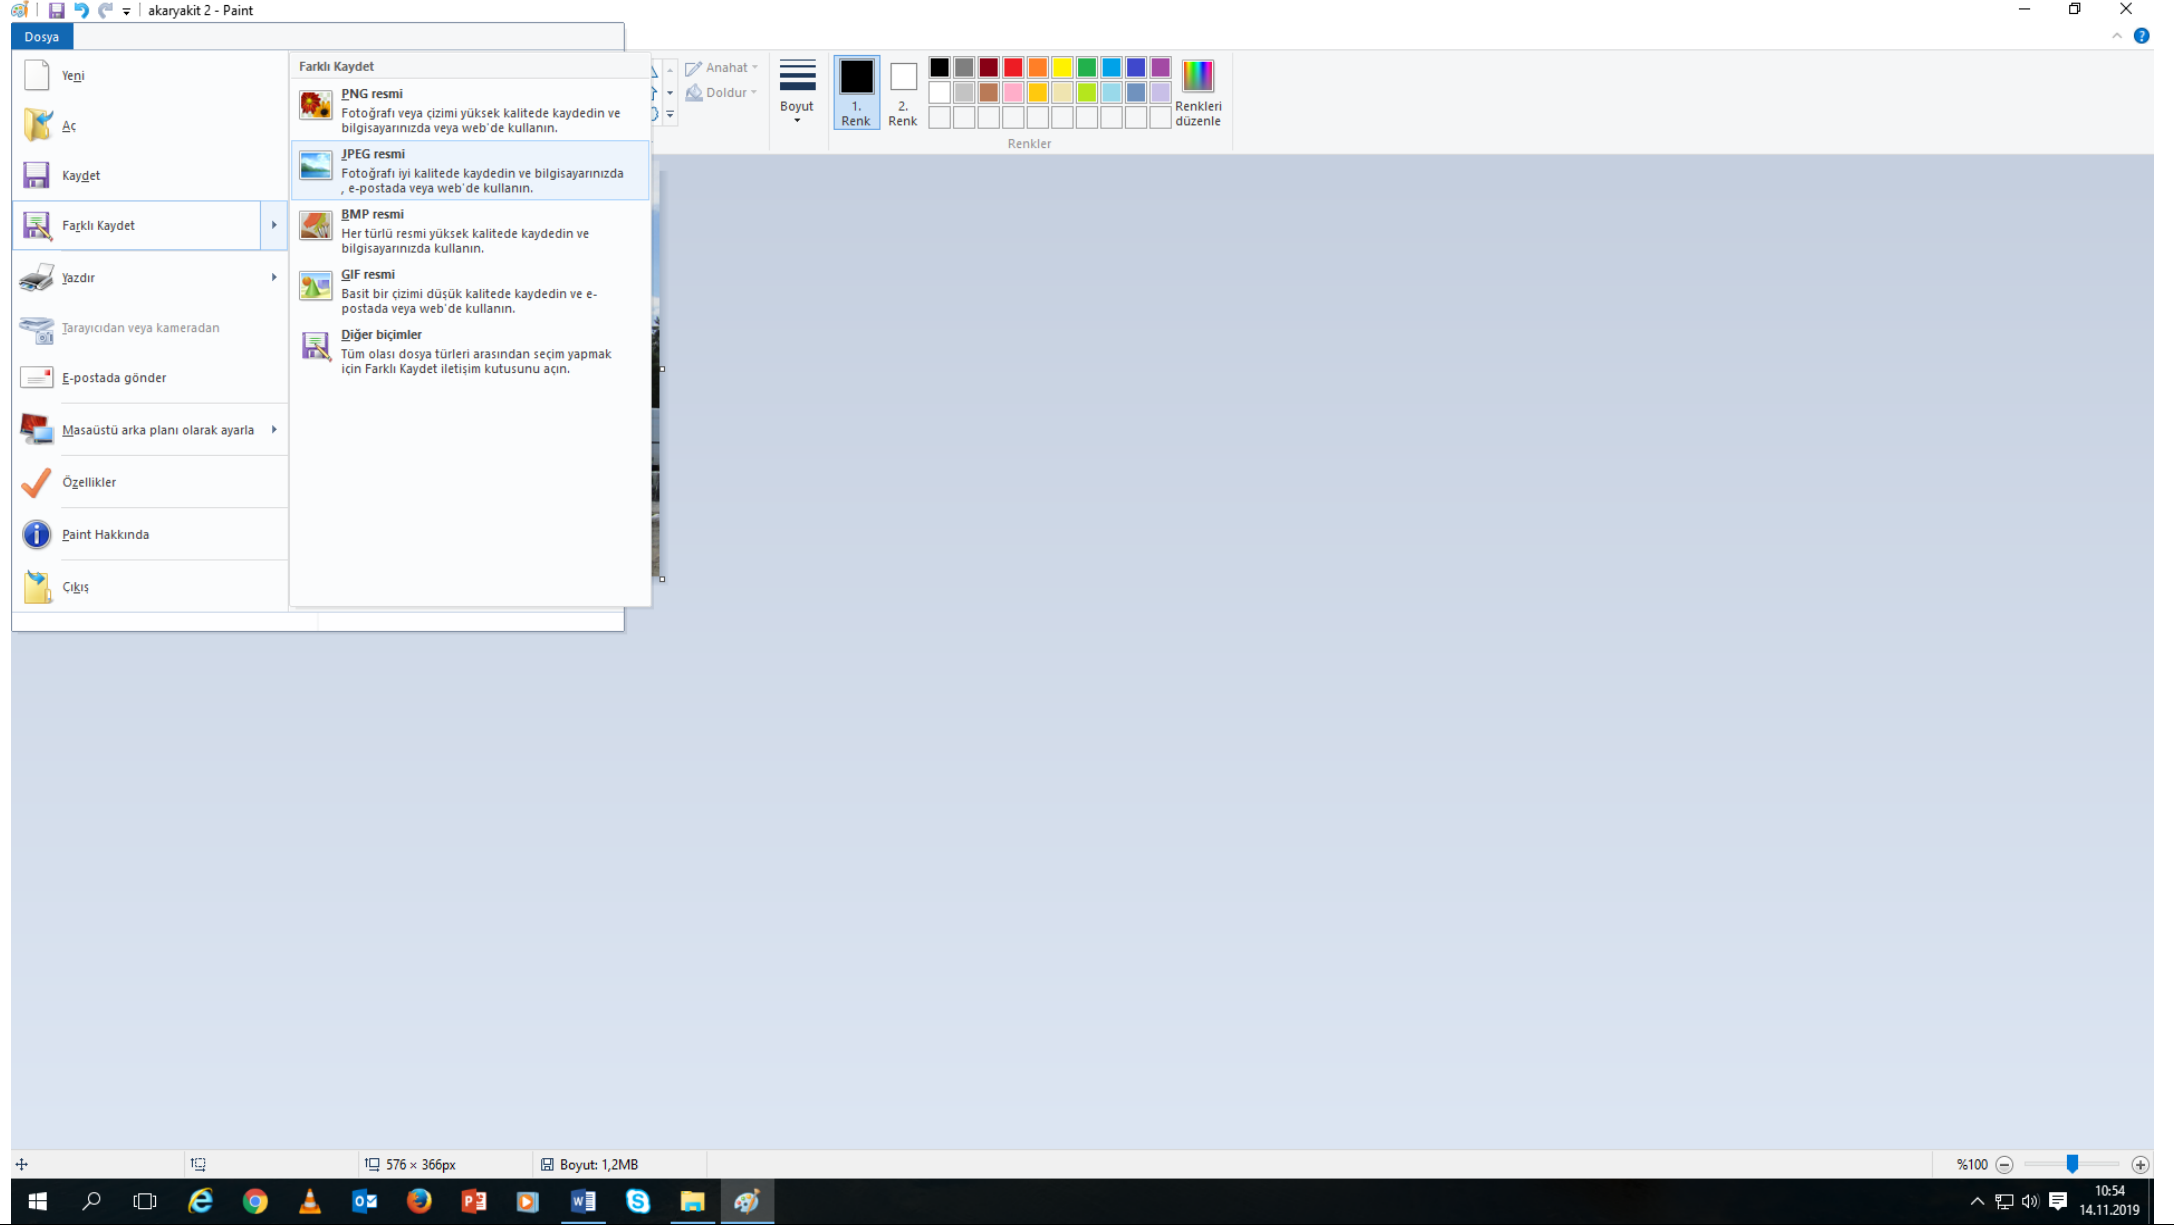 akaryakit 2 - Paint
Dosya
Yeni
Aç
Kaydet
Farklı Kaydet
Yazdır
Tarayıcıdan veya kameradan
E-postada gönder
Masaüstü arka planı olarak ayarla
Özellikler
Paint Hakkında
Çıkış
Farklı Kaydet
PNG resmi
Fotoğrafı veya çizimi yüksek kalitede kaydedin ve
bilgisayarınızda veya web'de kullanın.
JPEG resmi
Fotoğrafı iyi kalitede kaydedin ve bilgisayarınızda
, e-postada veya web'de kullanın.
BMP resmi
Her türlü resmi yüksek kalitede kaydedin ve
bilgisayarınızda kullanın.
GIF resmi
Basit bir çizimi düşük kalitede kaydedin ve e-
postada veya web'de kullanın.
Diğer biçimler
Tüm olası dosya türleri arasından seçim yapmak
için Farklı Kaydet iletişim kutusunu açın.
Anahat
Doldur
Boyut
1.
Renk
2.
Renk
Renkleri
düzenle
Renkler
576 × 366px
Boyut: 1,2MB
%100
10:54
14.11.2019